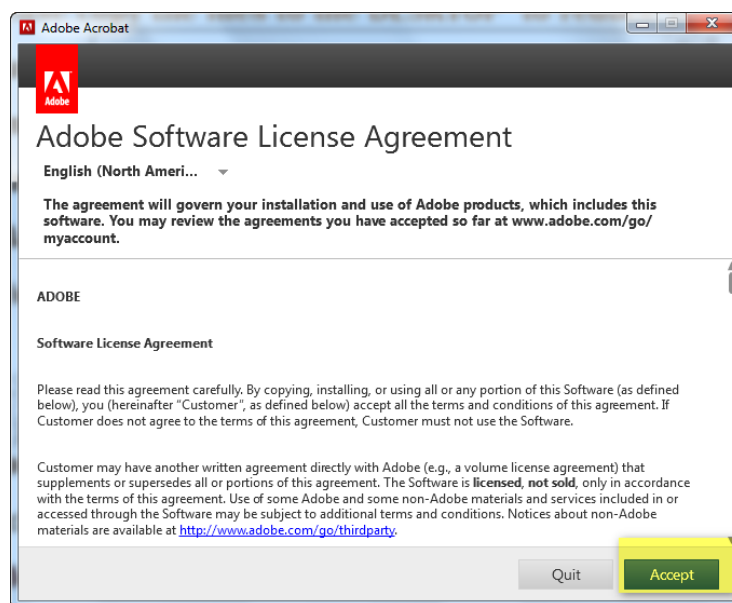 Adobe Acrobat
Adobe
Adobe Software License Agreement
English (North Ameri...
The agreement will govern your installation and use of Adobe products, which includes this
software. You may review the agreements you have accepted so far at www.adobe.com/go/
myaccount.
ADOBE
Software License Agreement
Please read this agreement carefully. By copying, installing, or using all or any portion of this Software (as defined
below), you (hereinafter "Customer", as defined below) accept all the terms and conditions of this agreement. If
Customer does not agree to the terms of this agreement, Customer must not use the Software.
Customer may have another written agreement directly with Adobe (e.g., a volume license agreement) that
supplements or supersedes all or portions of this agreement. The Software is licensed, not sold, only in accordance
with the terms of this agreement. Use of some Adobe and some non-Adobe materials and services included in or
accessed through the Software may be subject to additional terms and conditions. Notices about non-Adobe
materials are available at http://www.adobe.com/go/thirdparty.
Quit
Accept